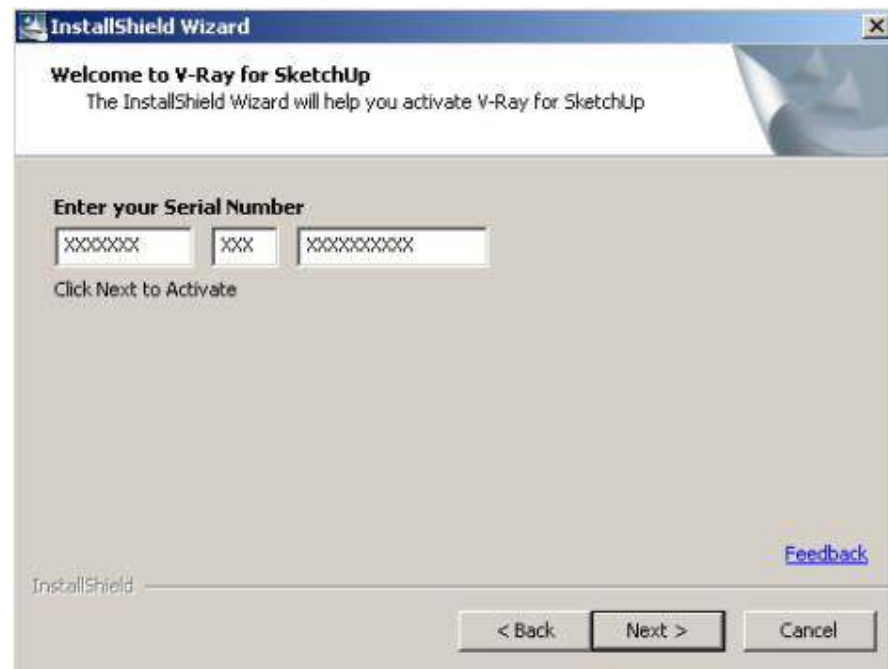 InstallShield Wizard
Welcome to V-Ray for SketchUp
The InstallShield Wizard will help you activate V-Ray for SketchUp
Enter your Serial Number
XXXXXXX XXX XXXXXXXXXX
Click Next to Activate
Feedback
InstallShield
< Back Next > Cancel